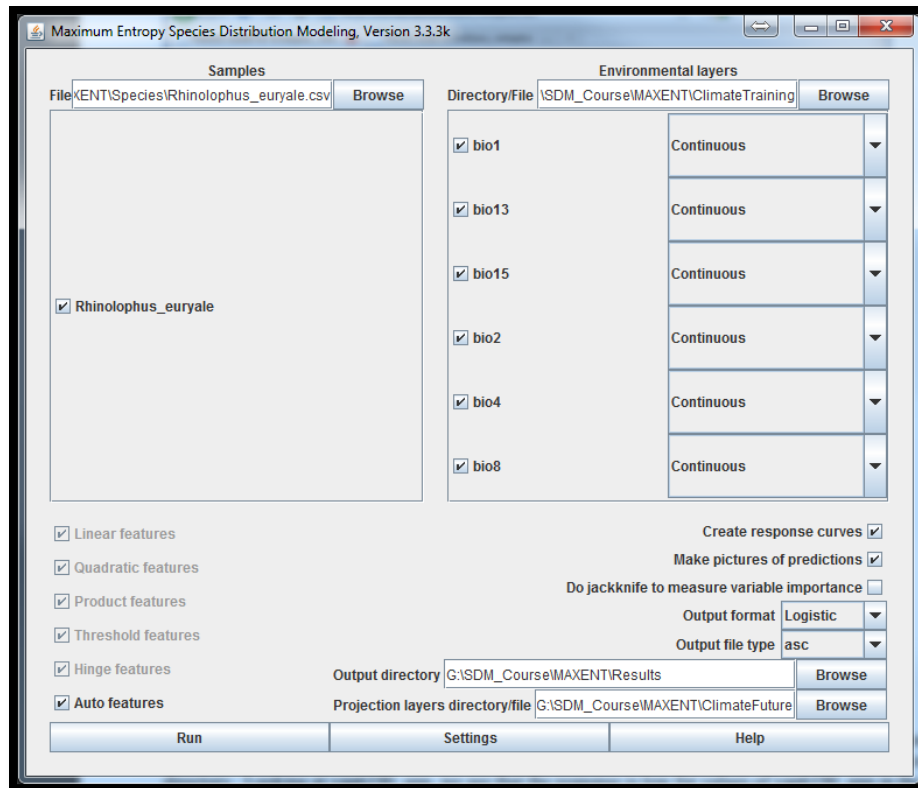 Maximum Entropy Species Distribution Modeling, Version 3.3.3k
Samples
File XENT\Species\Rhinolophus_euryale.csv Browse
Rhinolophus_euryale
Environmental layers
Directory/File \SDM_Course\MAXENT\ClimateTraining Browse
bio1 Continuous
bio13 Continuous
bio15 Continuous
bio2 Continuous
bio4 Continuous
bio8 Continuous
Linear features
Quadratic features
Product features
Threshold features
Hinge features
Auto features
Create response curves
Make pictures of predictions
Do jackknife to measure variable importance
Output format Logistic
Output file type asc
Output directory G:\SDM_Course\MAXENT\Results Browse
Projection layers directory/file G:\SDM_Course\MAXENT\ClimateFuture Browse
Run Settings Help